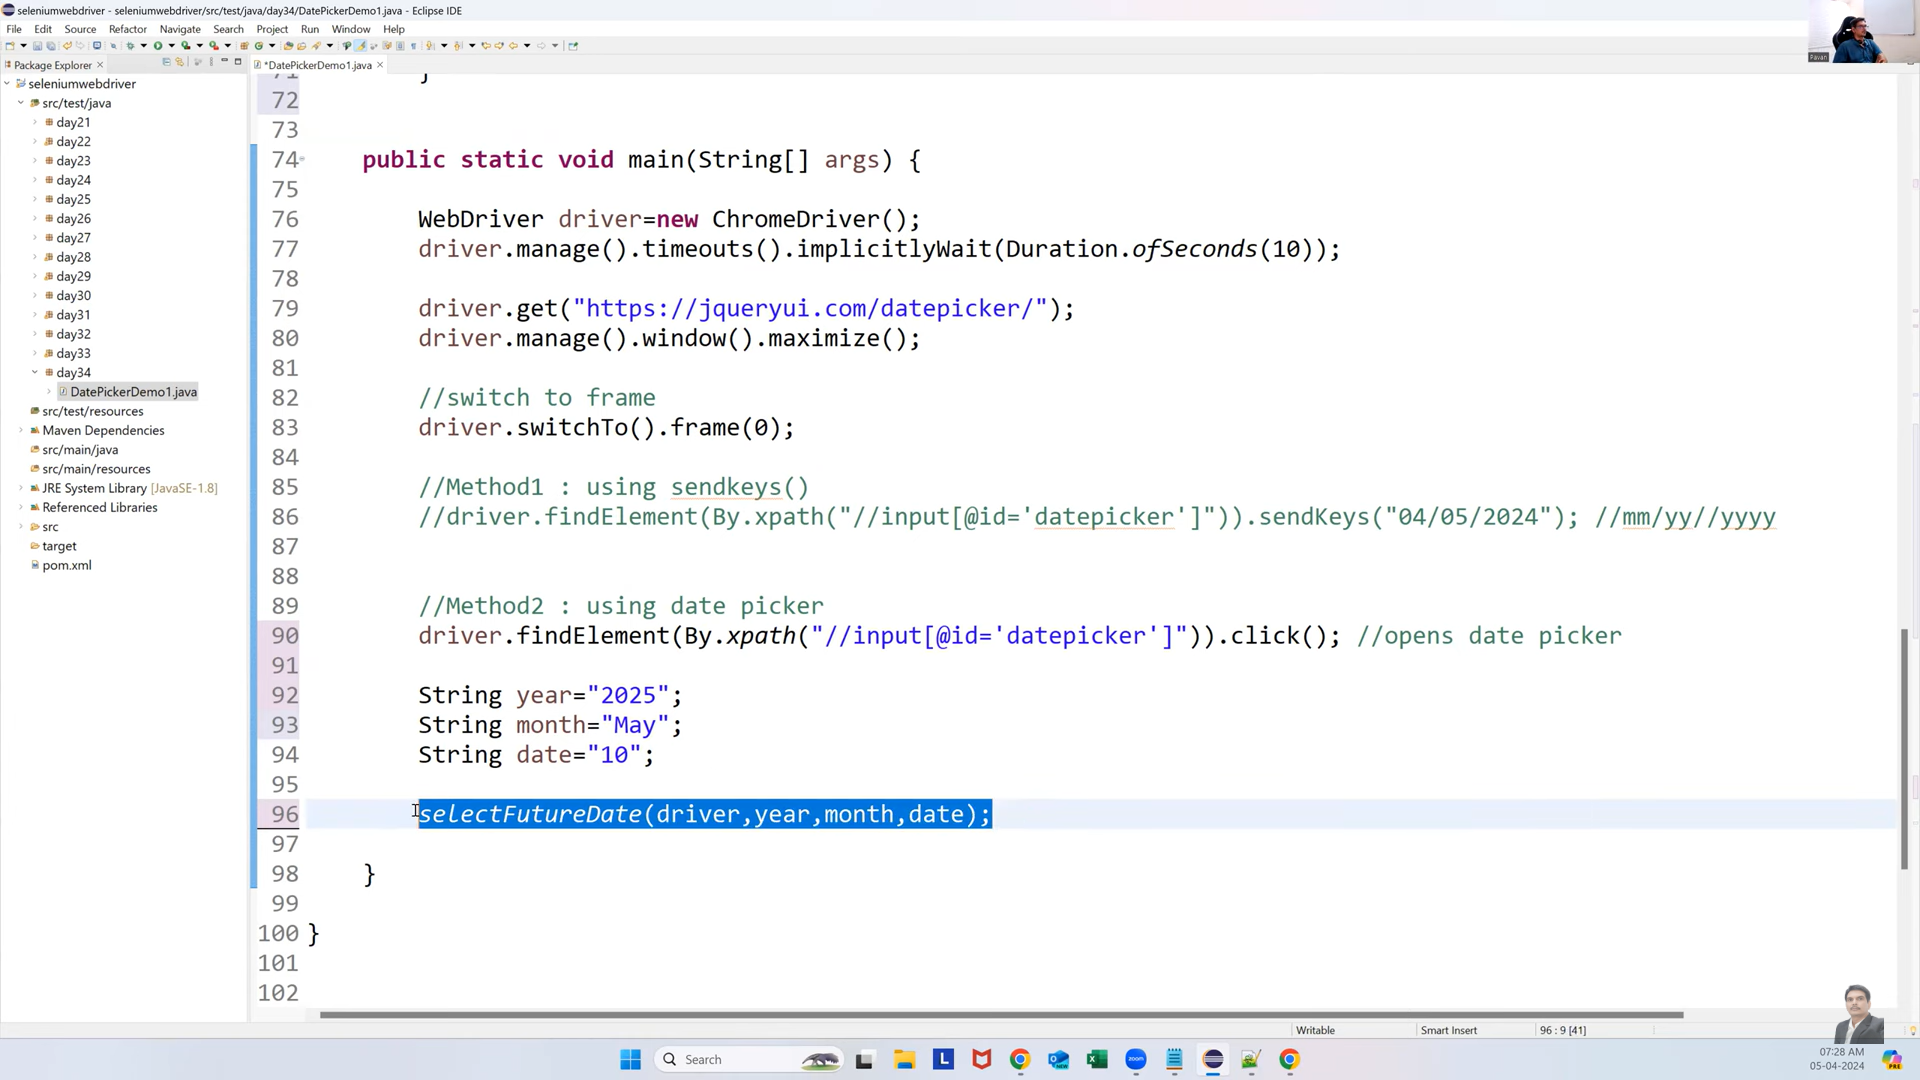 seleniumwebdriver - seleniumwebdriver/src/test/java/day34/DatePickerDemo1.java - Eclipse IDE
File Edit Source Refactor Navigate Search Project Run Window Help
Package Explorer
*DatePickerDemo1.java
seleniumwebdriver
src/test/java
day21
day22
day23
day24
day25
day26
day27
day28
day29
day30
day31
day32
day33
day34
DatePickerDemo1.java
src/test/resources
Maven Dependencies
src/main/java
src/main/resources
JRE System Library [JavaSE-1.8]
Referenced Libraries
src
target
pom.xml
71 }
72
73
74 public static void main(String[] args) {
75
76 WebDriver driver=new ChromeDriver();
77 driver.manage().timeouts().implicitlyWait(Duration.ofSeconds(10));
78
79 driver.get("https://jqueryui.com/datepicker/");
80 driver.manage().window().maximize();
81
82 //switch to frame
83 driver.switchTo().frame(0);
84
85 //Method1 : using sendkeys()
86 //driver.findElement(By.xpath("//input[@id='datepicker']")).sendKeys("04/05/2024"); //mm/yy//yyyy
87
88
89 //Method2 : using date picker
90 driver.findElement(By.xpath("//input[@id='datepicker']")).click(); //opens date picker
91
92 String year="2025";
93 String month="May";
94 String date="10";
95
96 selectFutureDate(driver,year,month,date);
97
98 }
99
100 }
101
102
Writable Smart Insert 96 : 9 [41]
Search
07:28 AM
05-04-2024
Pavan